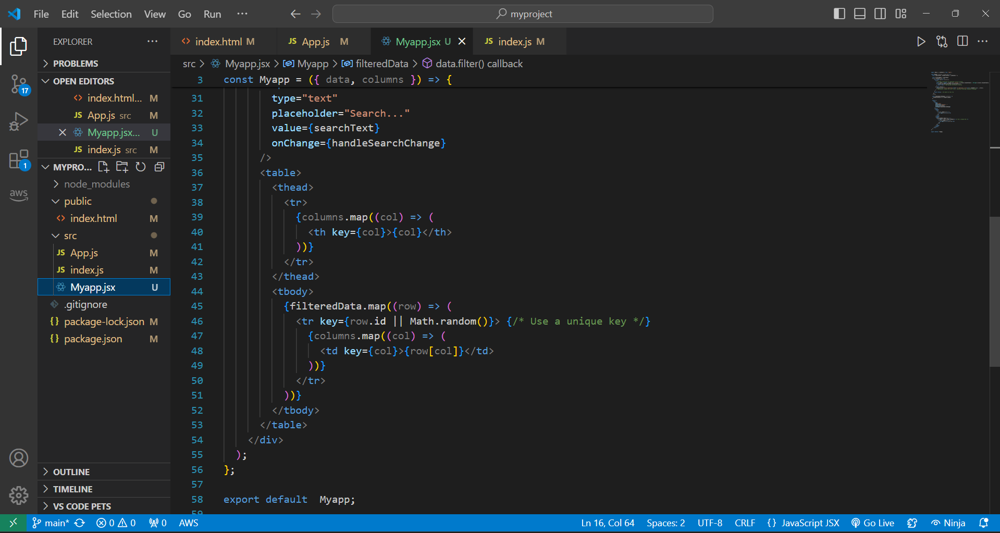 File Edit Selection View Go Run ··· myproject
EXPLORER ···
PROBLEMS
OPEN EDITORS
index.html... M
JS App.js src M
Myapp.jsx... U
JS index.js src M
MYPRO...
node_modules
public
index.html M
src
JS App.js M
JS index.js M
Myapp.jsx U
.gitignore
{} package-lock.json M
{} package.json M
OUTLINE
TIMELINE
VS CODE PETS
17
1
aws
<> index.html M JS App.js M Myapp.jsx U JS index.js M
src > Myapp.jsx > Myapp > filteredData > data.filter() callback
3 const Myapp = ({ data, columns }) => {
31 type="text"
32 placeholder="Search..."
33 value={searchText}
34 onChange={handleSearchChange}
35 />
36 <table>
37 <thead>
38 <tr>
39 {columns.map((col) => (
40 <th key={col}>{col}</th>
41 ))}
42 </tr>
43 </thead>
44 <tbody>
45 {filteredData.map((row) => (
46 <tr key={row.id || Math.random()}> {/* Use a unique key */}
47 {columns.map((col) => (
48 <td key={col}>{row[col]}</td>
49 ))}
50 </tr>
51 ))}
52 </tbody>
53 </table>
54 </div>
55 );
56 };
57
58 export default Myapp;
59
main* 0 0 0 AWS Ln 16, Col 64 Spaces: 2 UTF-8 CRLF {} JavaScript JSX Go Live Ninja